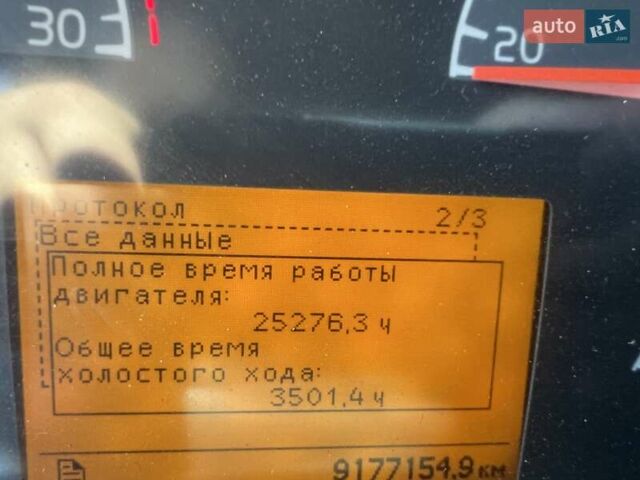 30
20
auto RIA
.com
Протокол 2/3
Все данные
Полное время работы
двигателя:
25276,3 ч
Общее время
холостого хода:
3501,4 ч
9177154,9 км